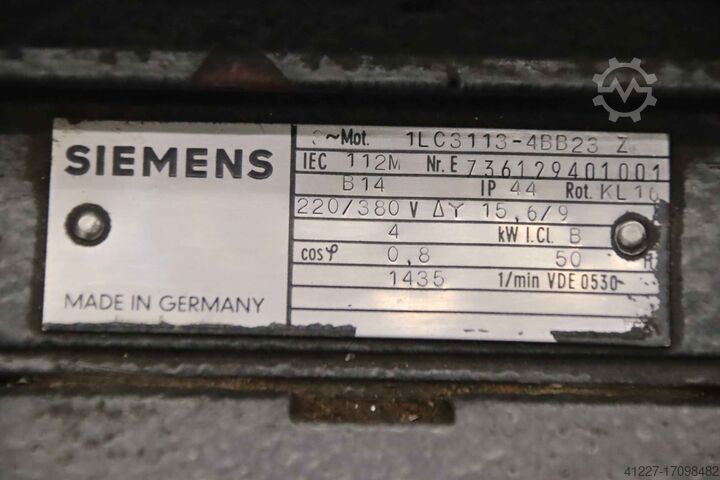 SIEMENS
MADE IN GERMANY
~Mot. 1LC3113-4BB23 Z
IEC 112M Nr. E 736129401001
B14 IP 44 Rot. KL 16
220/380 V ΔY 15,6/9
4 kW I.Cl. B
cosφ 0,8 50
1435 1/min VDE 0530
41227-17098482